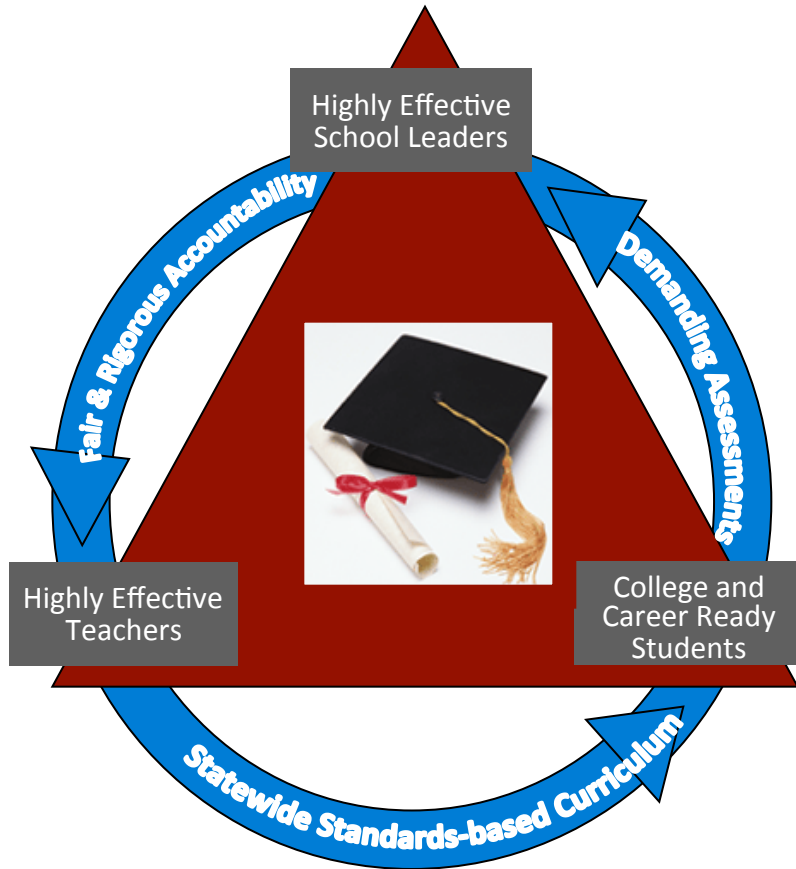 Highly Effective
School Leaders
Fair & Rigorous Accountability
Demanding Assessments
Highly Effective
Teachers
College and
Career Ready
Students
Statewide Standards-based Curriculum